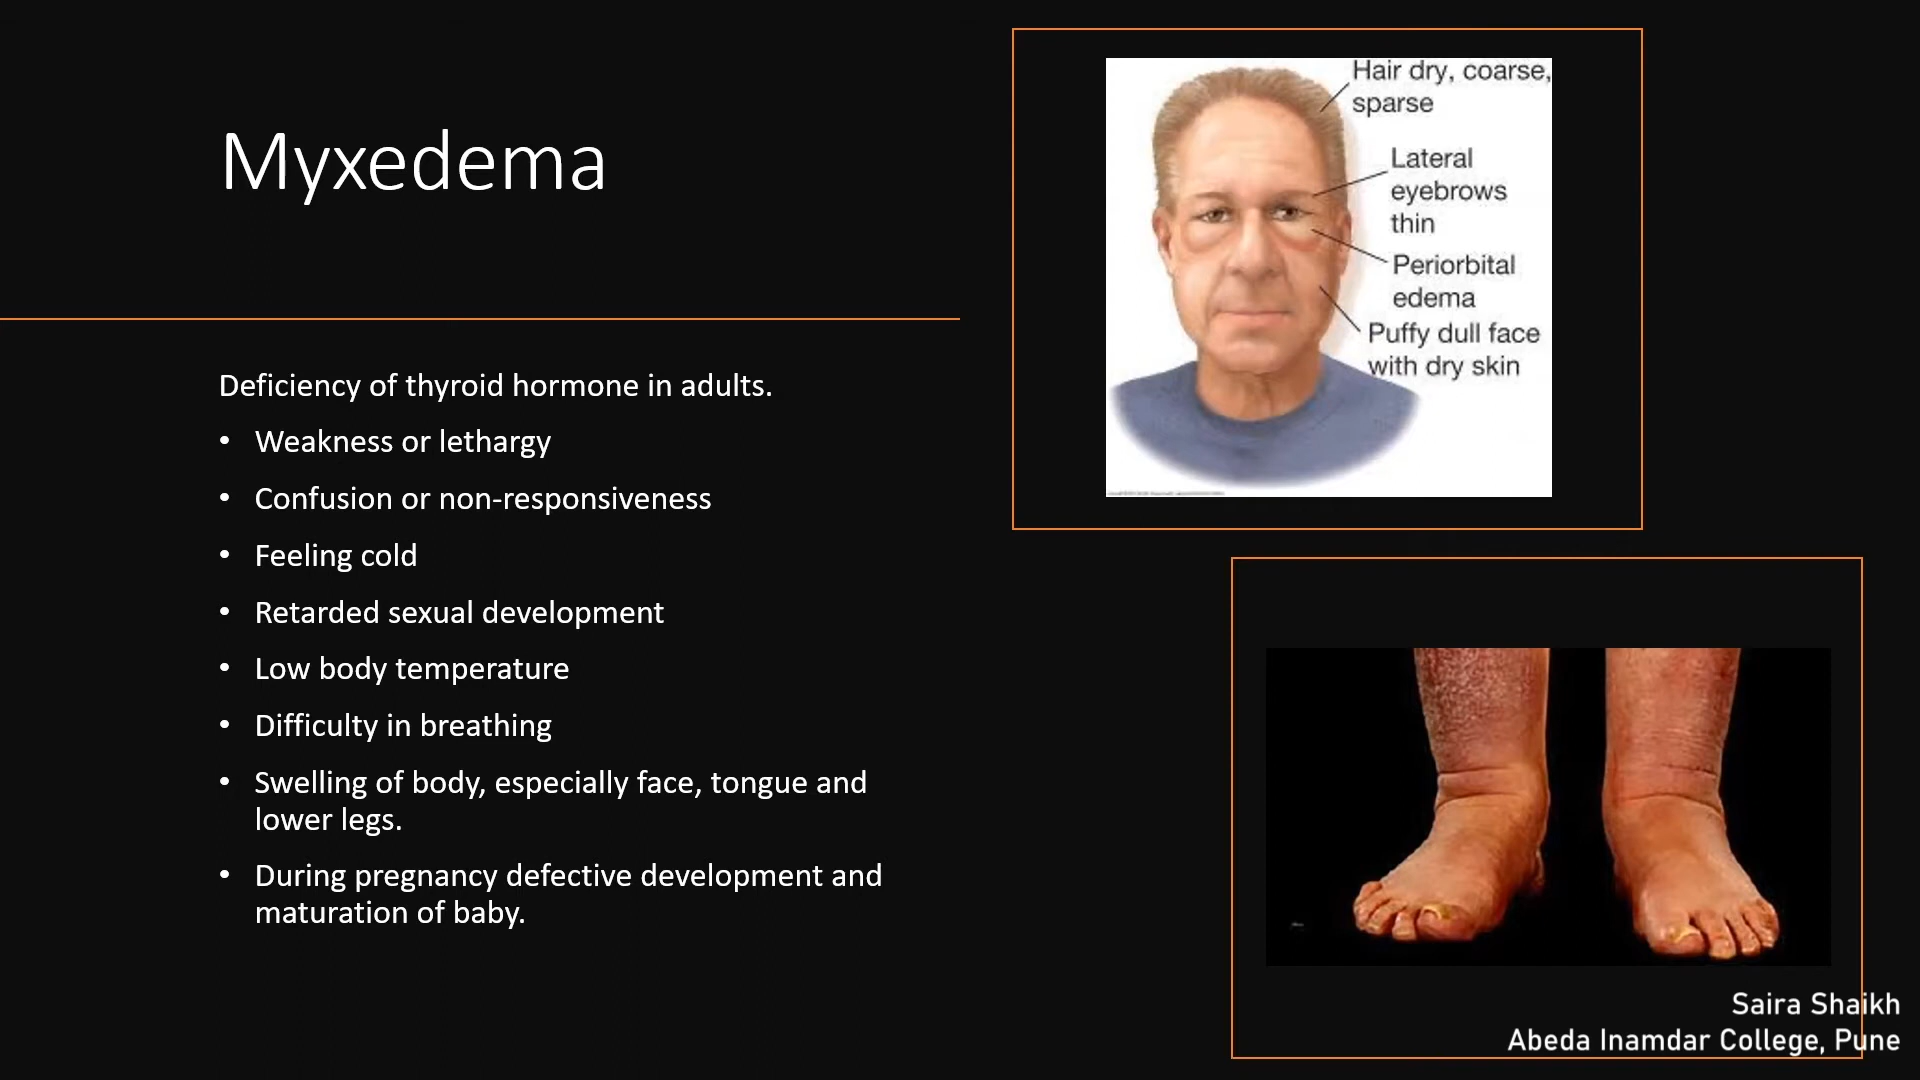 Myxedema
Deficiency of thyroid hormone in adults.
• Weakness or lethargy
• Confusion or non-responsiveness
• Feeling cold
• Retarded sexual development
• Low body temperature
• Difficulty in breathing
• Swelling of body, especially face, tongue and
lower legs.
• During pregnancy defective development and
maturation of baby.
Hair dry, coarse,
sparse
Lateral
eyebrows
thin
Periorbital
edema
Puffy dull face
with dry skin
Saira Shaikh
Abeda Inamdar College, Pune